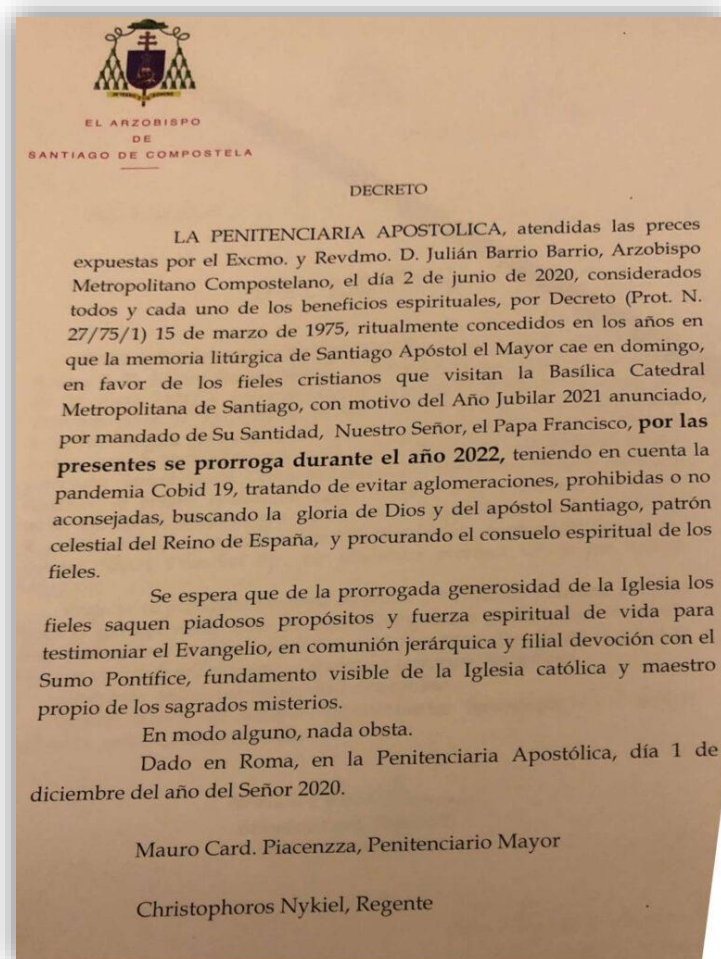 EL ARZOBISPO
DE
SANTIAGO DE COMPOSTELA
DECRETO
LA PENITENCIARIA APOSTOLICA, atendidas las preces
expuestas por el Excmo. y Revdmo. D. Julián Barrio Barrio, Arzobispo
Metropolitano Compostelano, el día 2 de junio de 2020, considerados
todos y cada uno de los beneficios espirituales, por Decreto (Prot. N.
27/75/1) 15 de marzo de 1975, ritualmente concedidos en los años en
que la memoria litúrgica de Santiago Apóstol el Mayor cae en domingo,
en favor de los fieles cristianos que visitan la Basílica Catedral
Metropolitana de Santiago, con motivo del Año Jubilar 2021 anunciado,
por mandado de Su Santidad, Nuestro Señor, el Papa Francisco, por las
presentes se prorroga durante el año 2022, teniendo en cuenta la
pandemia Cobid 19, tratando de evitar aglomeraciones, prohibidas o no
aconsejadas, buscando la gloria de Dios y del apóstol Santiago, patrón
celestial del Reino de España, y procurando el consuelo espiritual de los
fieles.
Se espera que de la prorrogada generosidad de la Iglesia los
fieles saquen piadosos propósitos y fuerza espiritual de vida para
testimoniar el Evangelio, en comunión jerárquica y filial devoción con el
Sumo Pontífice, fundamento visible de la Iglesia católica y maestro
propio de los sagrados misterios.
En modo alguno, nada obsta.
Dado en Roma, en la Penitenciaria Apostólica, día 1 de
diciembre del año del Señor 2020.
Mauro Card. Piacenzza, Penitenciario Mayor
Christophoros Nykiel, Regente